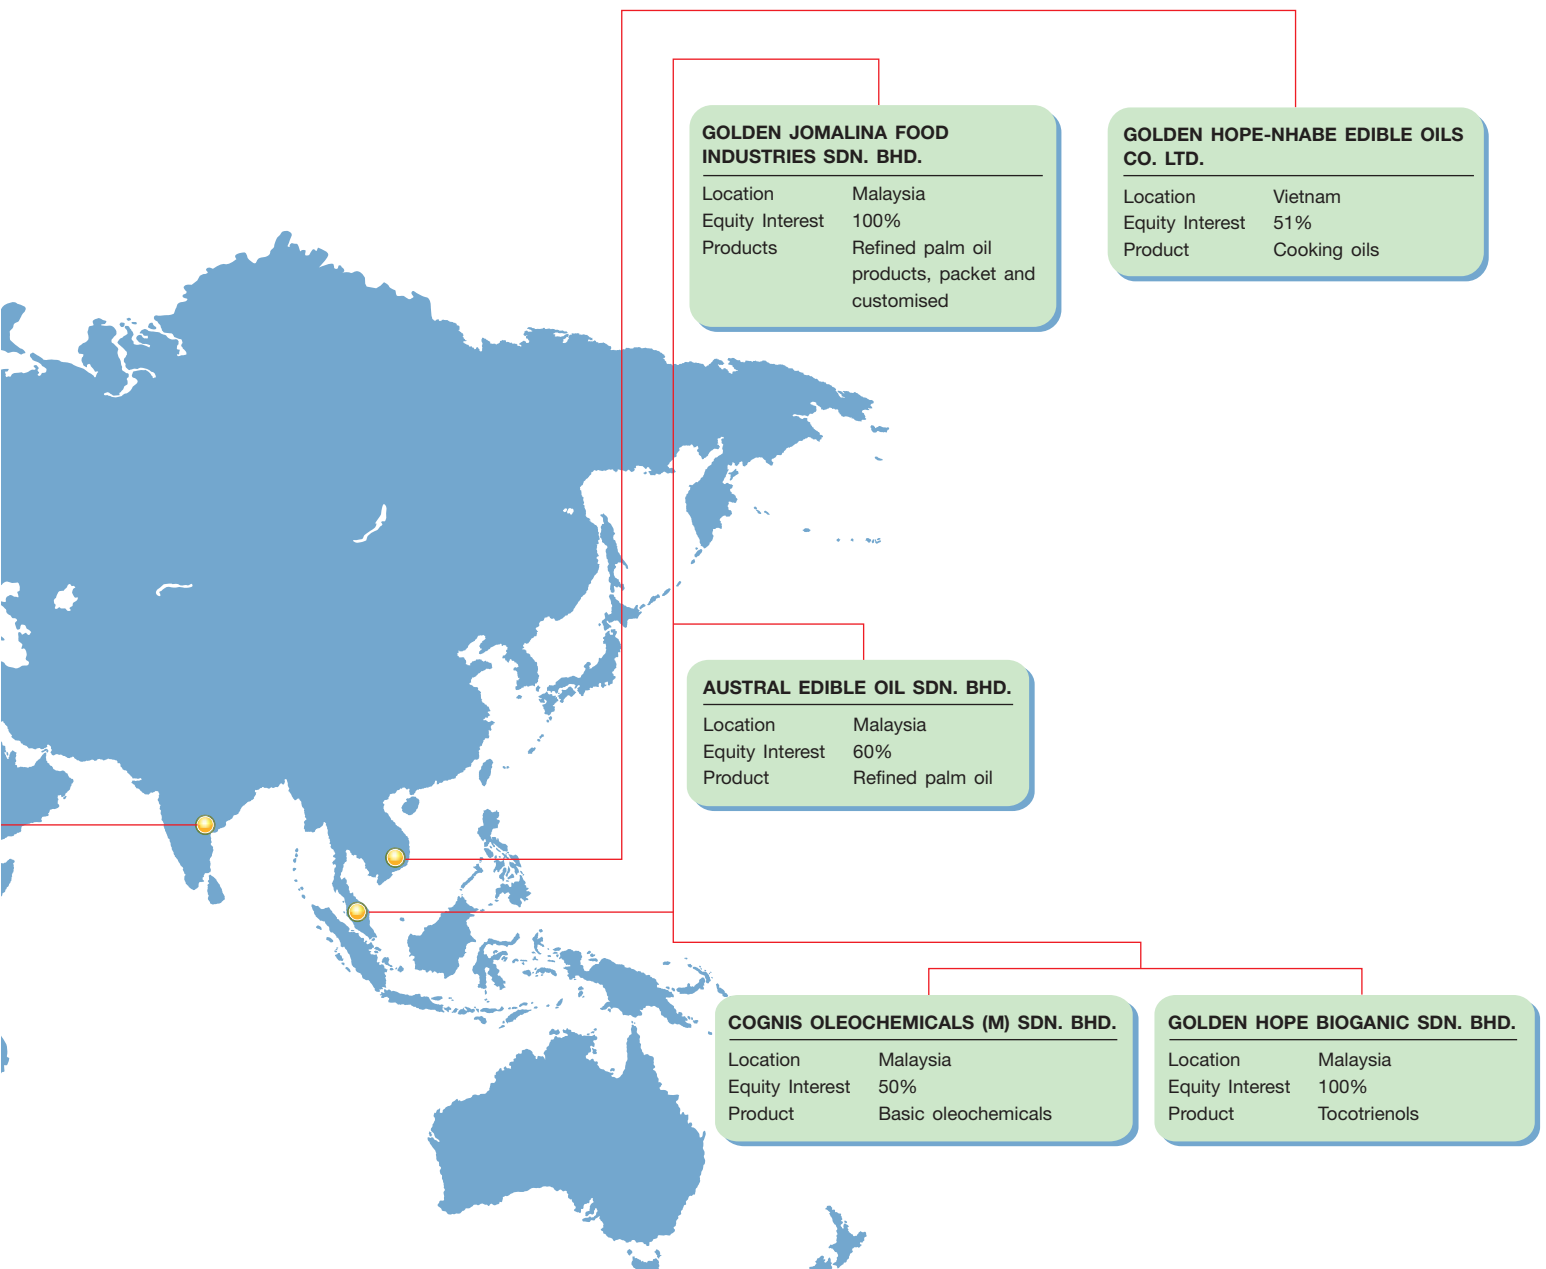 GOLDEN JOMALINA FOOD
INDUSTRIES SDN. BHD.
Location Malaysia
Equity Interest 100%
Products Refined palm oil
products, packet and
customised
GOLDEN HOPE-NHABE EDIBLE OILS
CO. LTD.
Location Vietnam
Equity Interest 51%
Product Cooking oils
AUSTRAL EDIBLE OIL SDN. BHD.
Location Malaysia
Equity Interest 60%
Product Refined palm oil
COGNIS OLEOCHEMICALS (M) SDN. BHD.
Location Malaysia
Equity Interest 50%
Product Basic oleochemicals
GOLDEN HOPE BIOGANIC SDN. BHD.
Location Malaysia
Equity Interest 100%
Product Tocotrienols